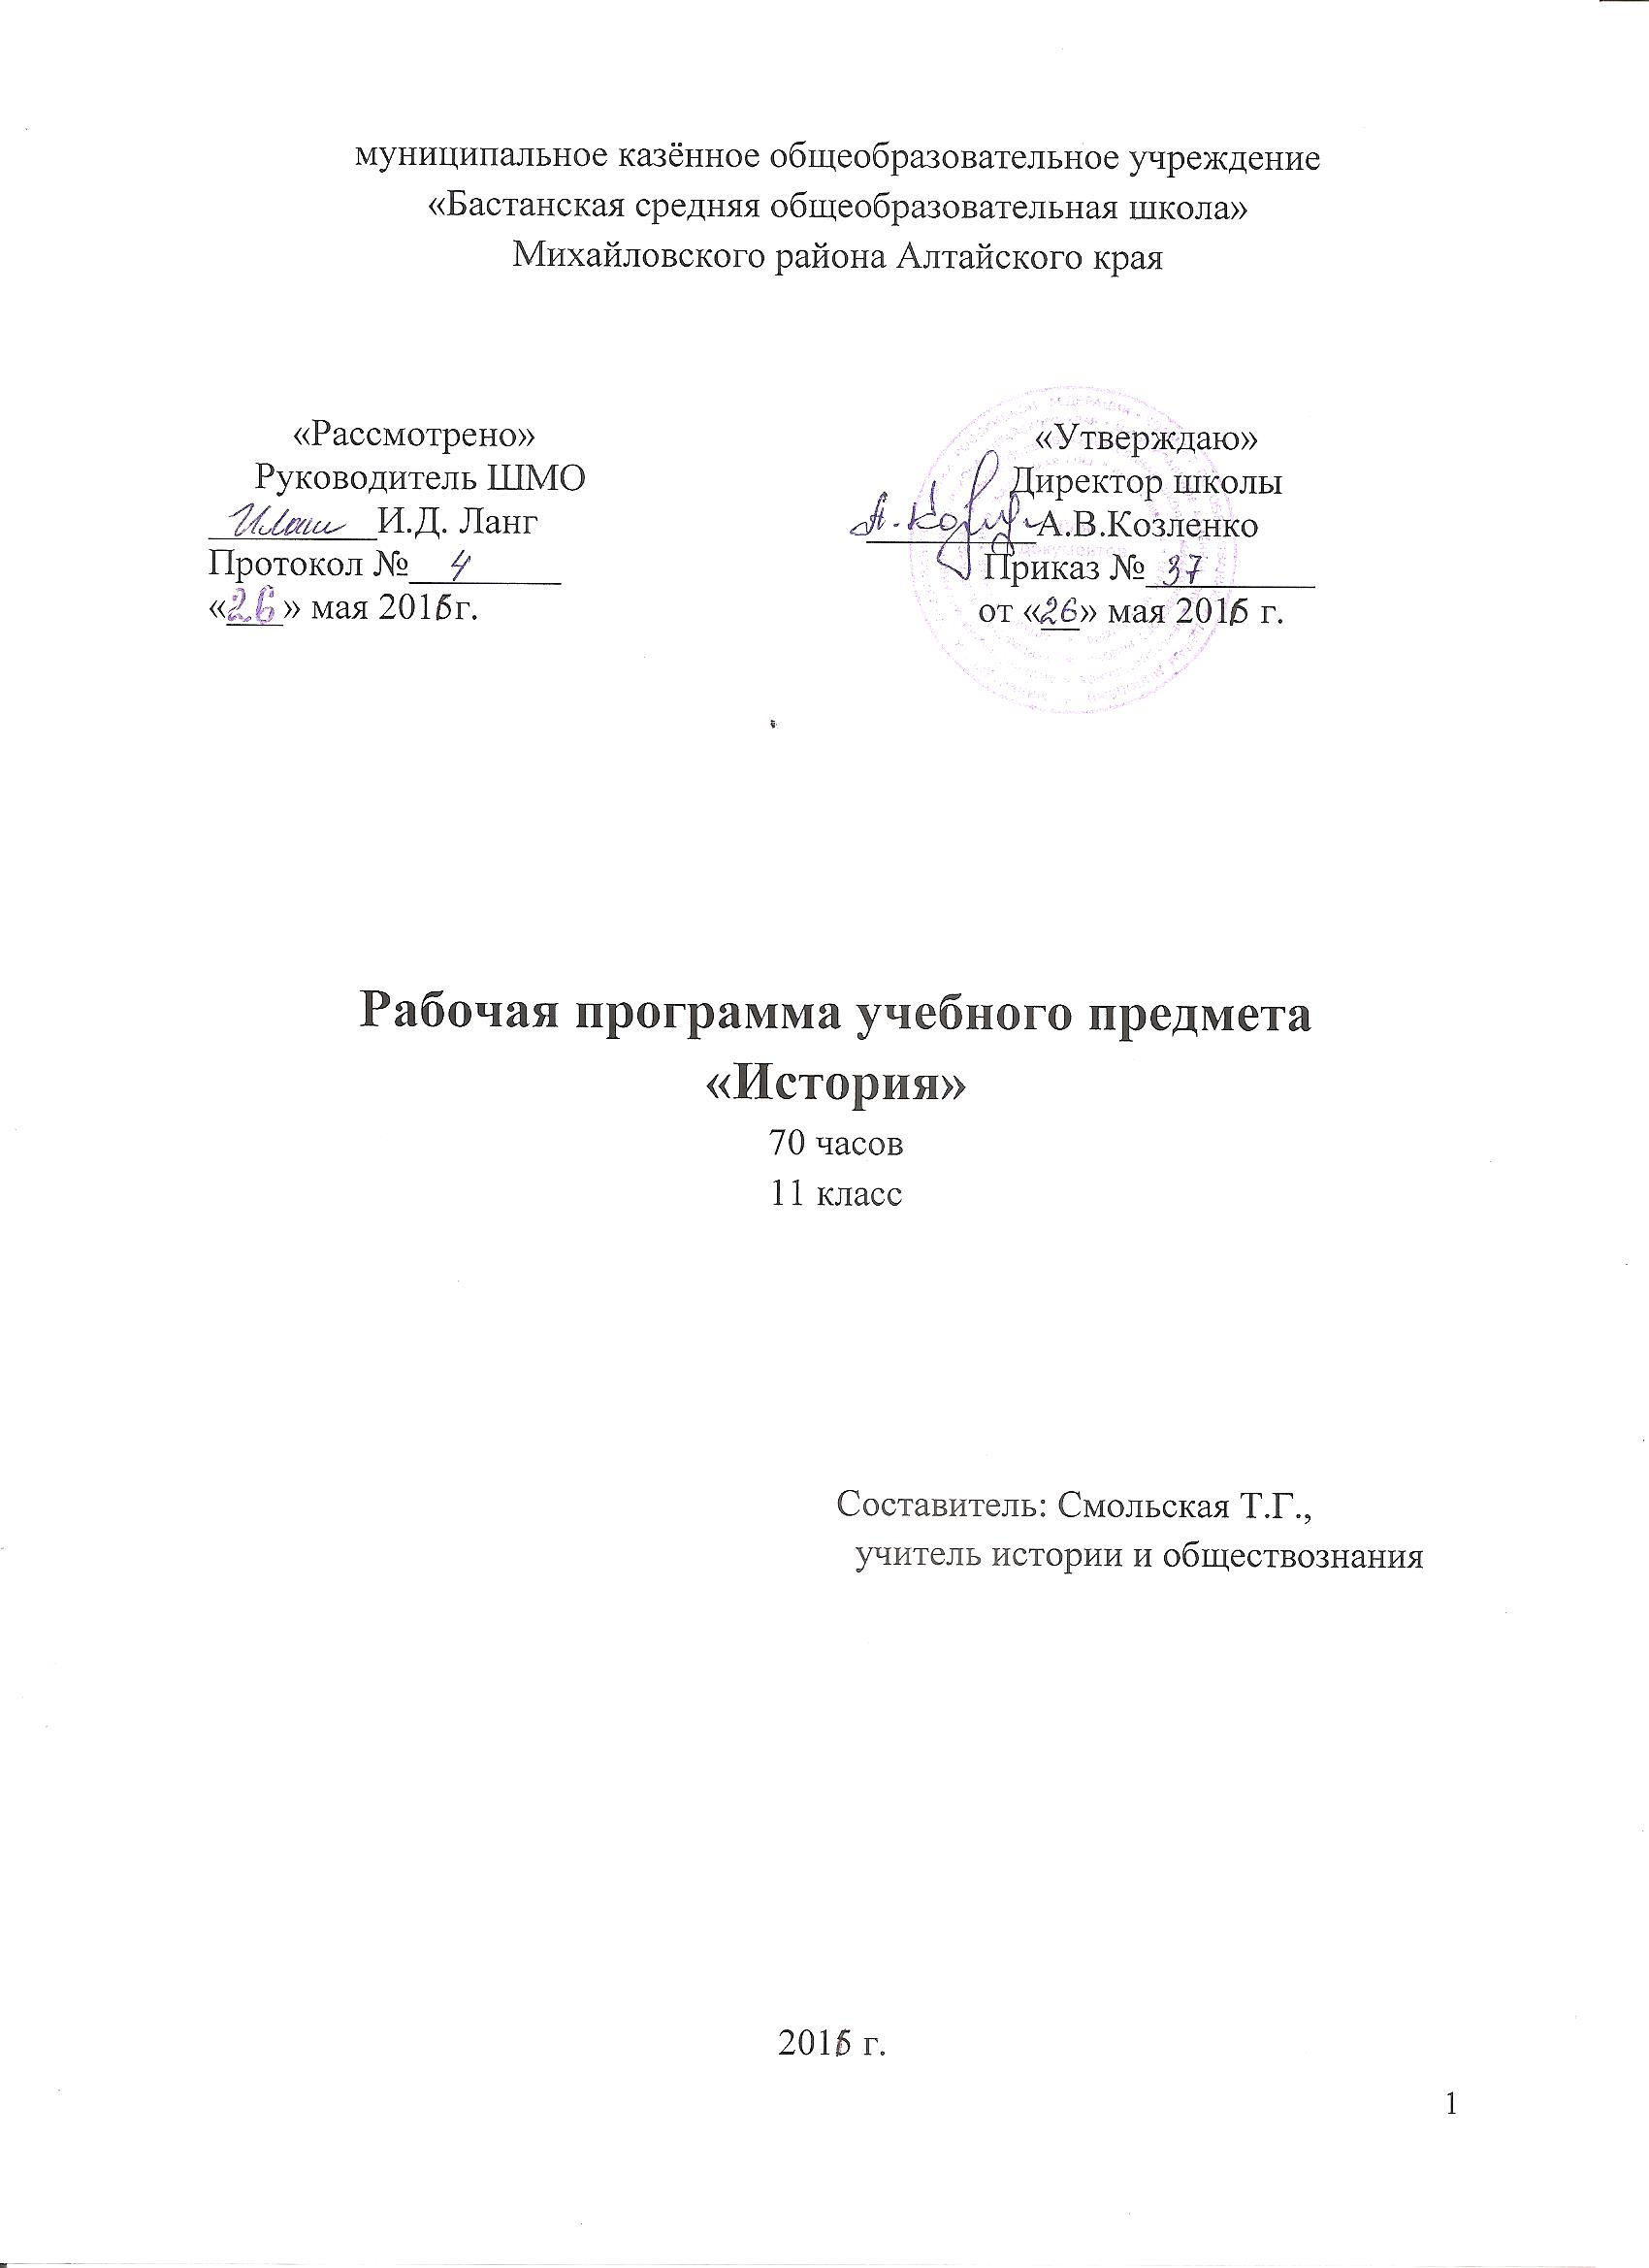 муниципальное казённое общеобразовательное учреждение
«Бастанская средняя общеобразовательная школа»
Михайловского района Алтайского края
«Рассмотрено»
Руководитель ШМО
И.Д. Ланг
Протокол № 4
«26» мая 2016г.
«Утверждаю»
Директор школы
А.В.Козленко
Приказ № 37
от «26» мая 2016 г.
Рабочая программа учебного предмета
«История»
70 часов
11 класс
Составитель: Смольская Т.Г.,
учитель истории и обществознания
2016 г.
1